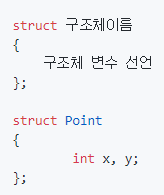 struct 구조체이름
{
    구조체 변수 선언
};
struct Point
{
        int x, y;
};